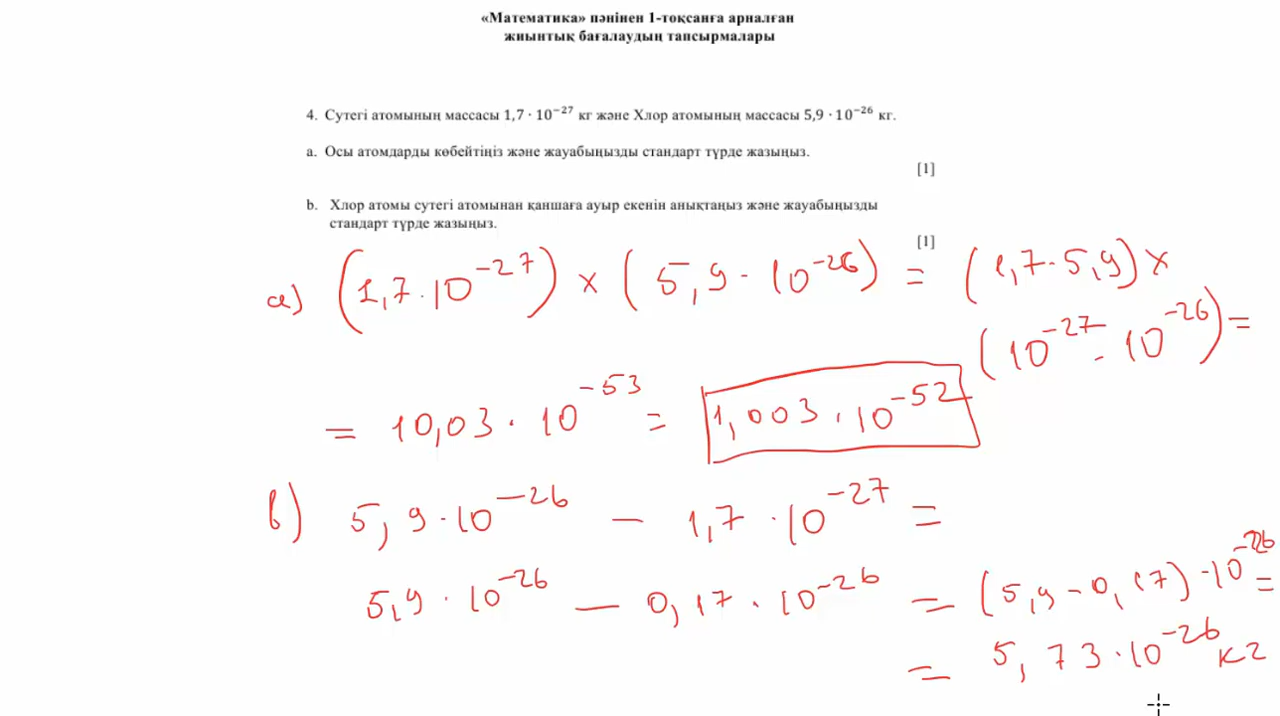 «Математика» пәнінен 1-тоқсанға арналған
жиынтық бағалаудың тапсырмалары
4. Сутегі атомының массасы 1,7 · 10⁻²⁷ кг және Хлор атомының массасы 5,9 · 10⁻²⁶ кг.
a. Осы атомдарды көбейтіңіз және жауабыңызды стандарт түрде жазыңыз.
[1]
b. Хлор атомы сутегі атомынан қаншаға ауыр екенін анықтаңыз және жауабыңызды
стандарт түрде жазыңыз.
[1]
a) (1,7 · 10⁻²⁷) × (5,9 · 10⁻²⁶) = (1,7 · 5,9) ×
(10⁻²⁷ · 10⁻²⁶) =
= 10,03 · 10⁻⁵³ = 1,003 · 10⁻⁵²
в) 5,9 · 10⁻²⁶ − 1,7 · 10⁻²⁷ =
5,9 · 10⁻²⁶ − 0,17 · 10⁻²⁶ = (5,9 − 0,17) · 10⁻²⁶ =
= 5,73 · 10⁻²⁶ кг